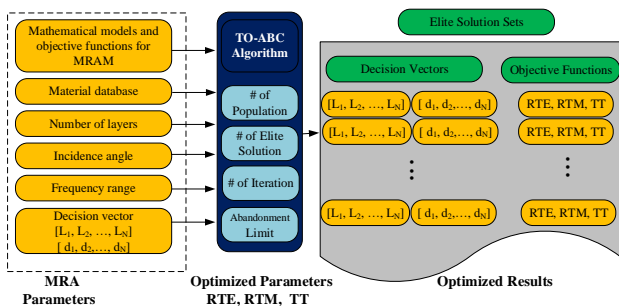 Elite Solution Sets
Mathematical models and
objective functions for
MRAM
Material database
Number of layers
Incidence angle
Frequency range
Decision vector
[L1, L2, …, LN]
[ d1, d2,…, dN]
MRA
Parameters
TO-ABC
Algorithm
# of
Population
# of Elite
Solution
# of Iteration
Abandonment
Limit
Optimized Parameters
RTE, RTM, TT
Decision Vectors
Objective Functions
[L1, L2, …, LN] [ d1, d2,…, dN] RTE, RTM, TT
[L1, L2, …, LN] [ d1, d2,…, dN] RTE, RTM, TT
[L1, L2, …, LN] [ d1, d2,…, dN] RTE, RTM, TT
Optimized Results